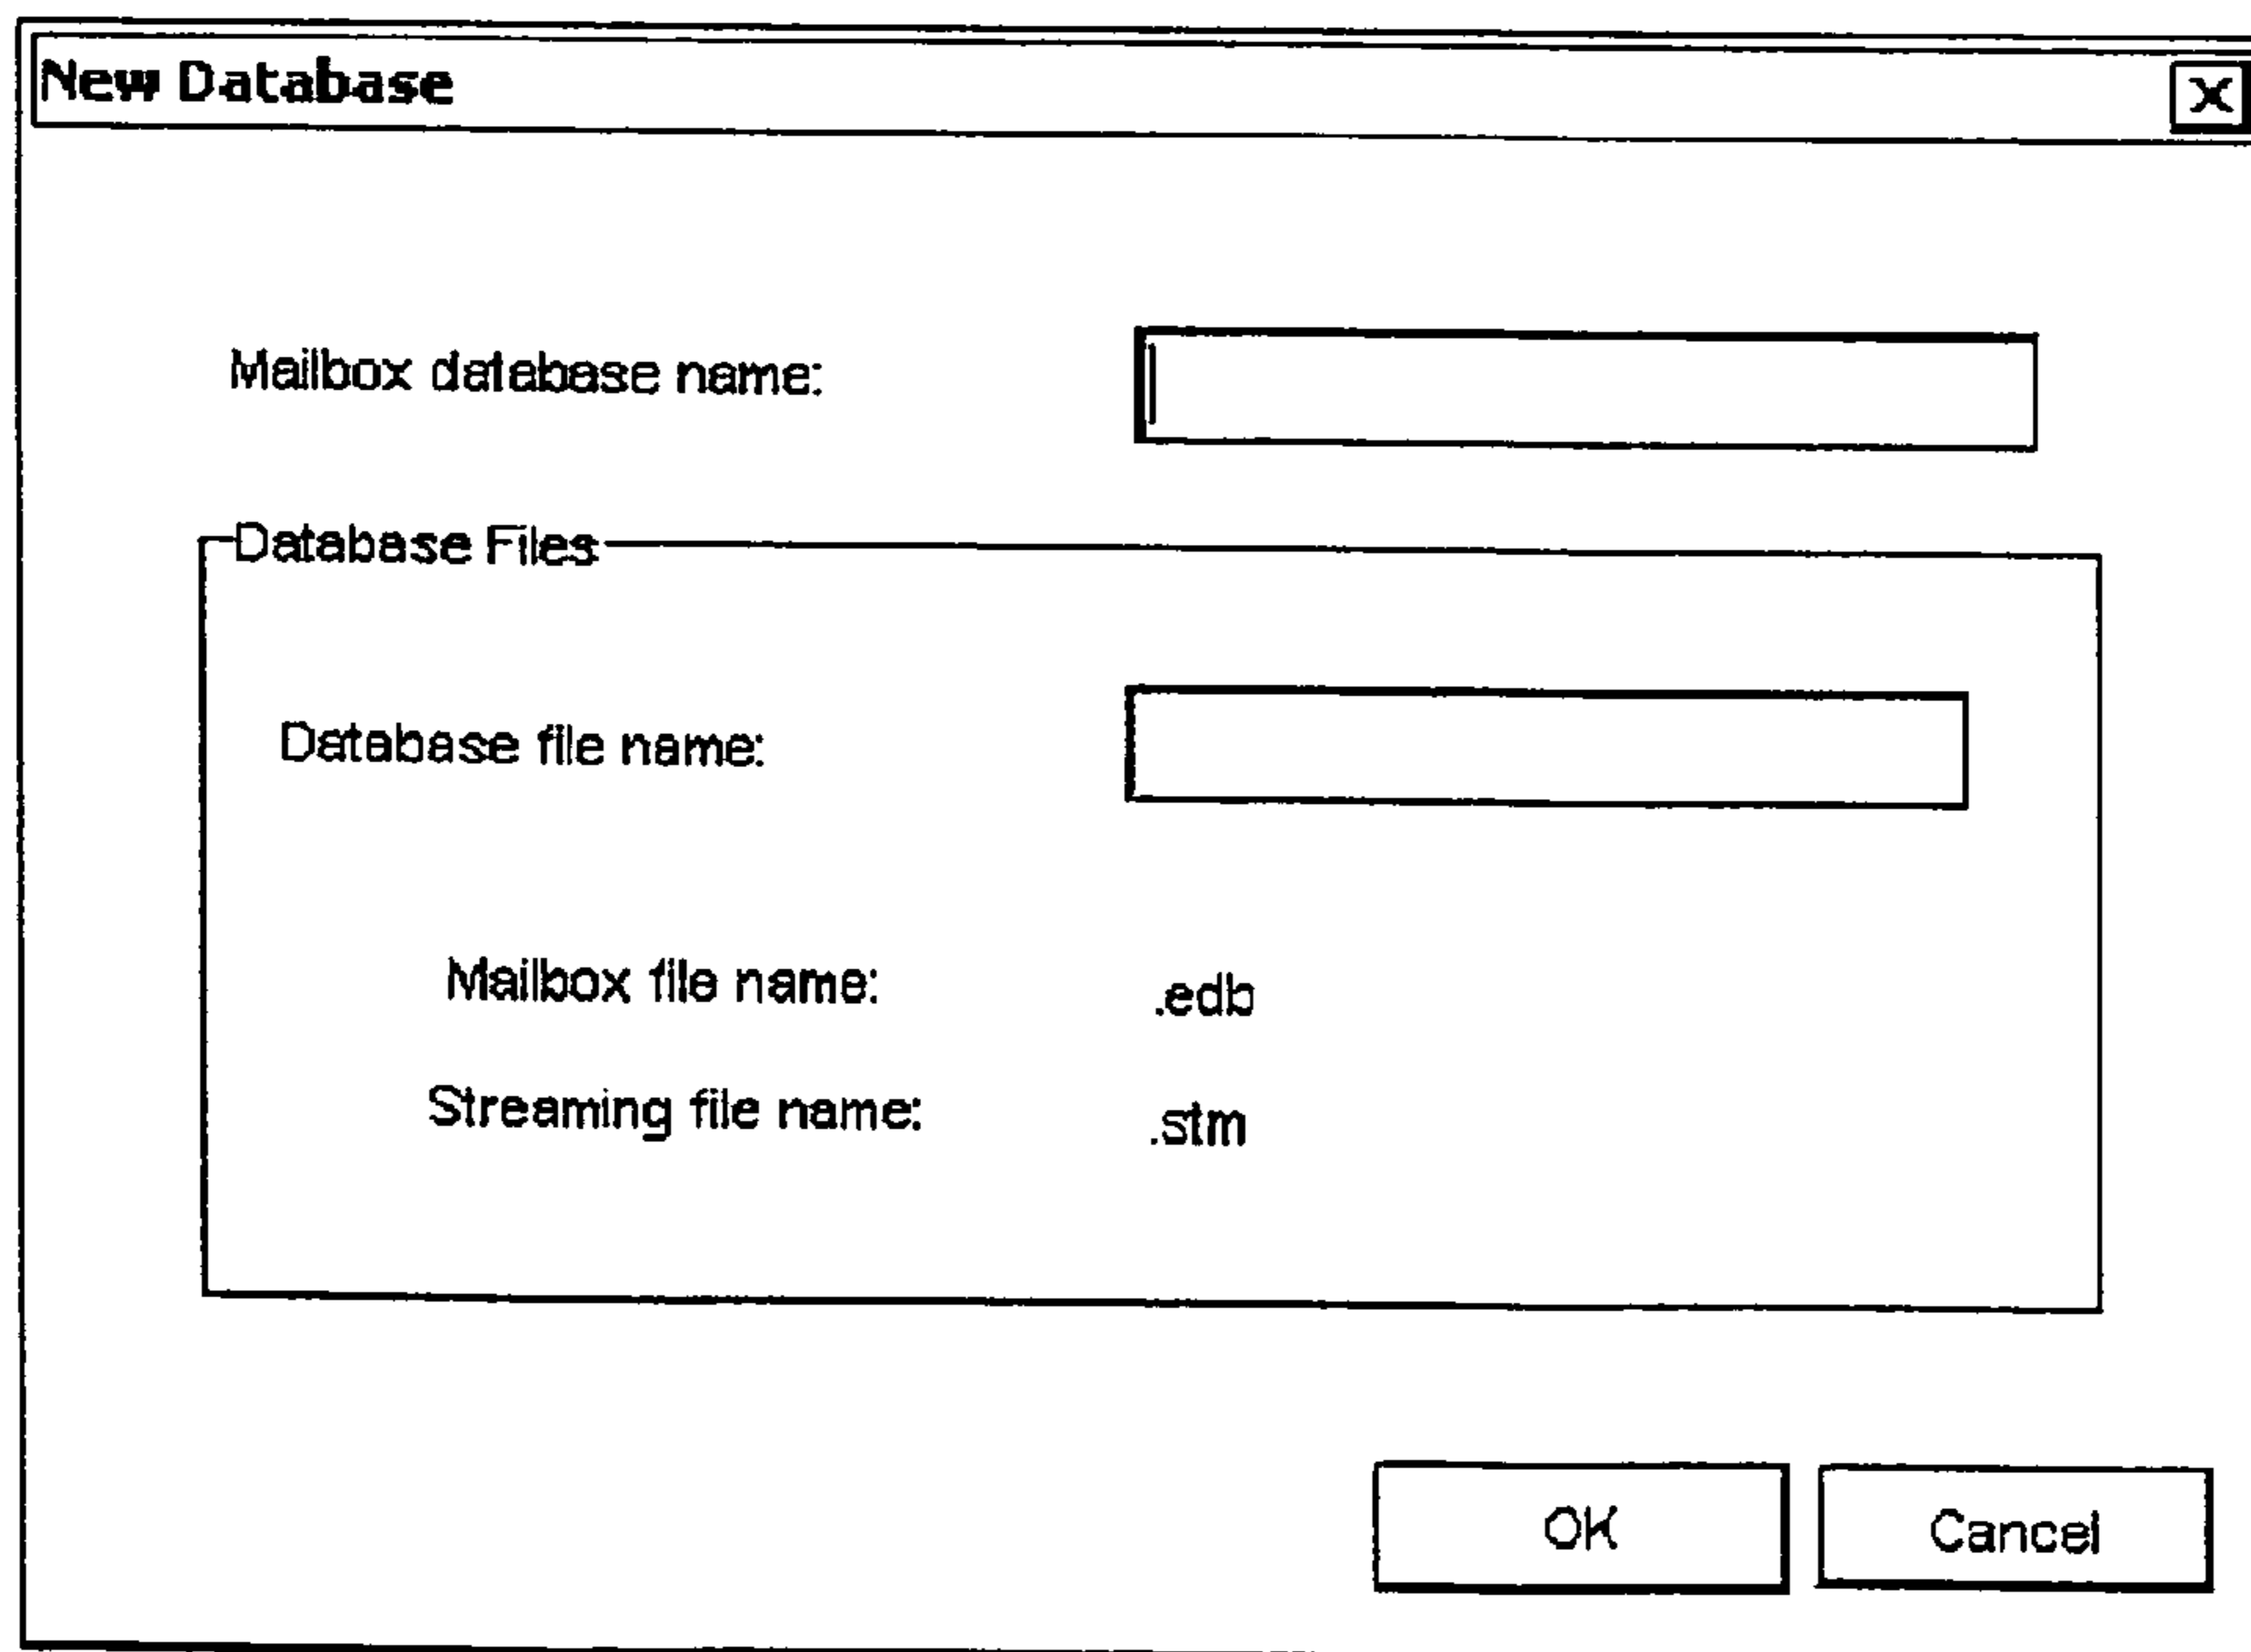 New Database
X
Mailbox database name:
Database Files
Database file name:
Mailbox file name: .edb
Streaming file name: .stm
OK Cancel